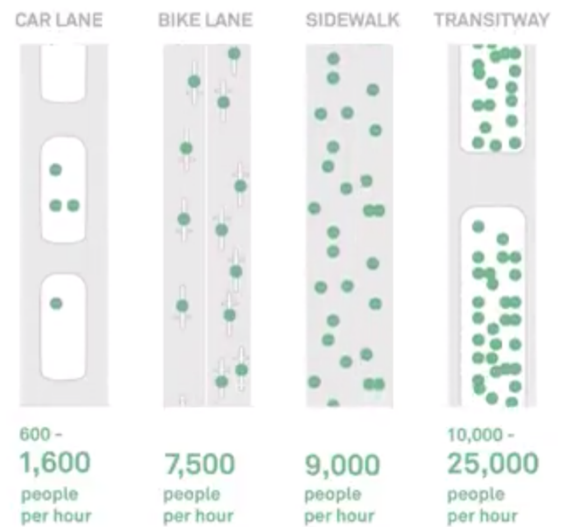 CAR LANE
BIKE LANE
SIDEWALK
TRANSITWAY
600 -
1,600
people
per hour
7,500
people
per hour
9,000
people
per hour
10,000 -
25,000
people
per hour